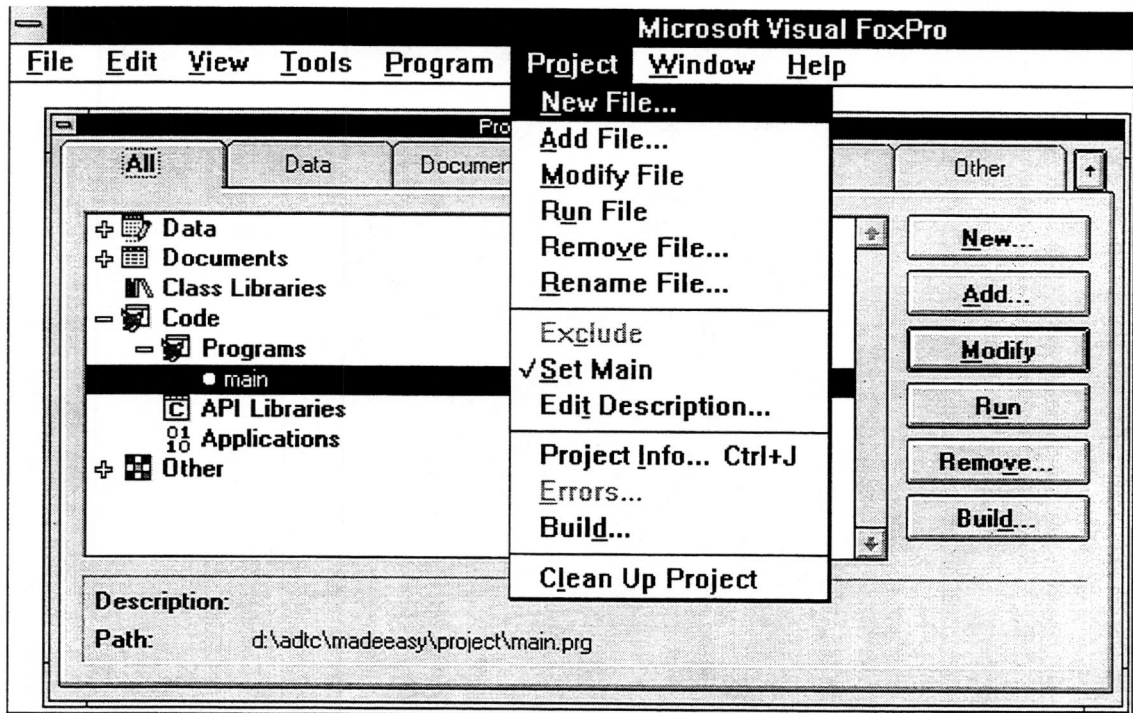 Microsoft Visual FoxPro
File Edit View Tools Program Project Window Help
New File...
Add File...
Modify File
Run File
Remove File...
Rename File...
Exclude
✓Set Main
Edit Description...
Project Info... Ctrl+J
Errors...
Build...
Clean Up Project
Pro
All Data Documen Other
Data
Documents
Class Libraries
Code
Programs
main
API Libraries
Applications
Other
New...
Add...
Modify
Run
Remove...
Build...
Description:
Path: d:\adtc\madeeasy\project\main.prg